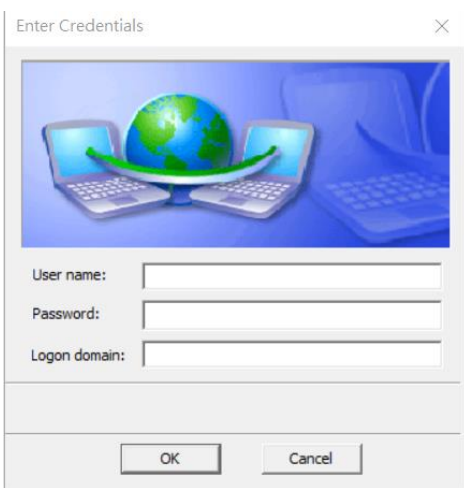 Enter Credentials
User name:
Password:
Logon domain:
OK
Cancel